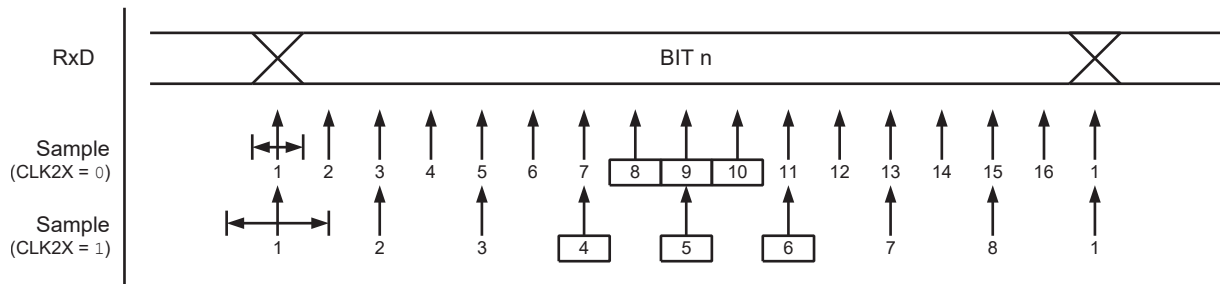 RxD BIT n
Sample
(CLK2X = 0) 1 2 3 4 5 6 7 8 9 10 11 12 13 14 15 16 1
Sample
(CLK2X = 1) 1 2 3 4 5 6 7 8 1